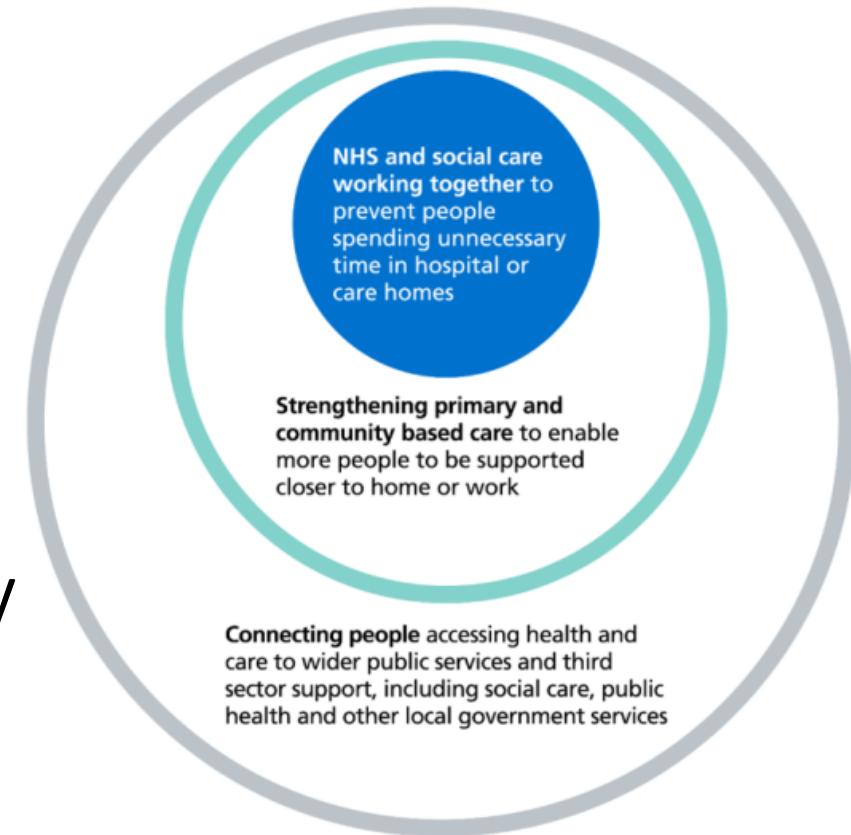 NHS and social care
working together to
prevent people
spending unnecessary
time in hospital or
care homes
Strengthening primary and
community based care to enable
more people to be supported
closer to home or work
y
Connecting people accessing health and
care to wider public services and third
sector support, including social care, public
health and other local government services